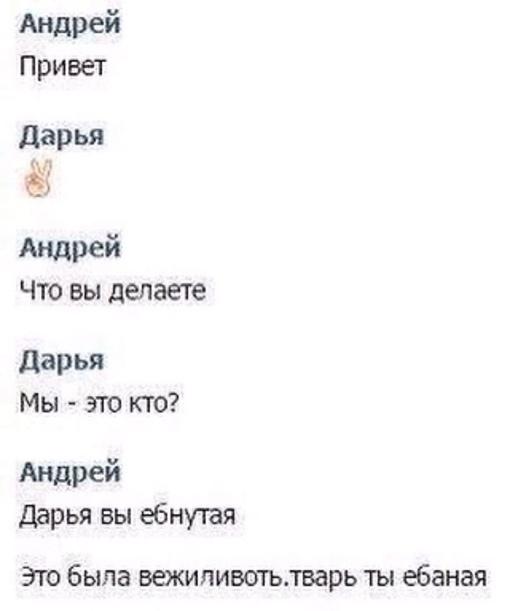 Андрей
Привет
Дарья
✌
Андрей
Что вы делаете
Дарья
Мы - это кто?
Андрей
Дарья вы ебнутая
Это была вежиливоть.тварь ты ебаная